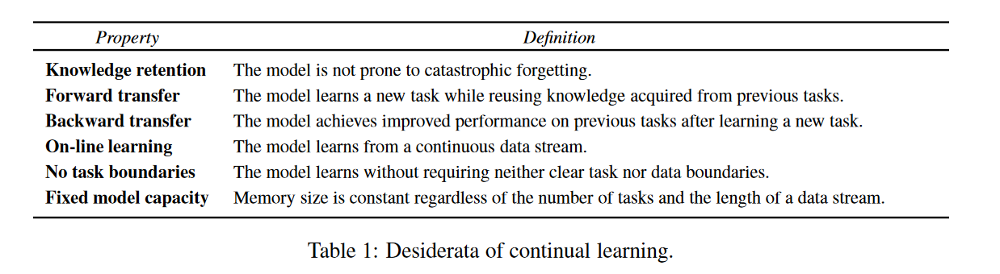 Property Definition
Knowledge retention The model is not prone to catastrophic forgetting.
Forward transfer The model learns a new task while reusing knowledge acquired from previous tasks.
Backward transfer The model achieves improved performance on previous tasks after learning a new task.
On-line learning The model learns from a continuous data stream.
No task boundaries The model learns without requiring neither clear task nor data boundaries.
Fixed model capacity Memory size is constant regardless of the number of tasks and the length of a data stream.
Table 1: Desiderata of continual learning.